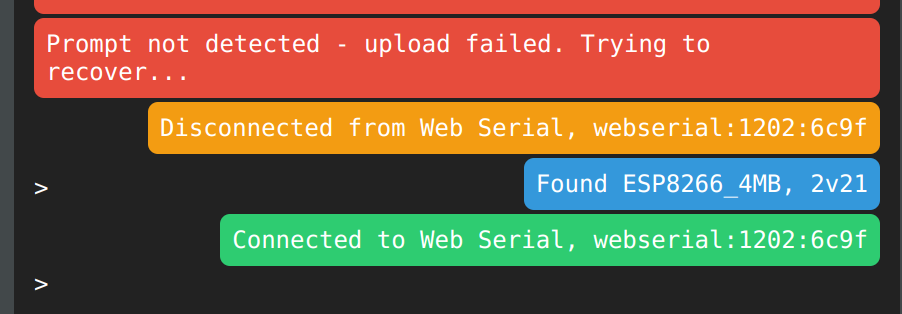 Prompt not detected - upload failed. Trying to
recover...
Disconnected from Web Serial, webserial:1202:6c9f
Found ESP8266_4MB, 2v21
>
Connected to Web Serial, webserial:1202:6c9f
>